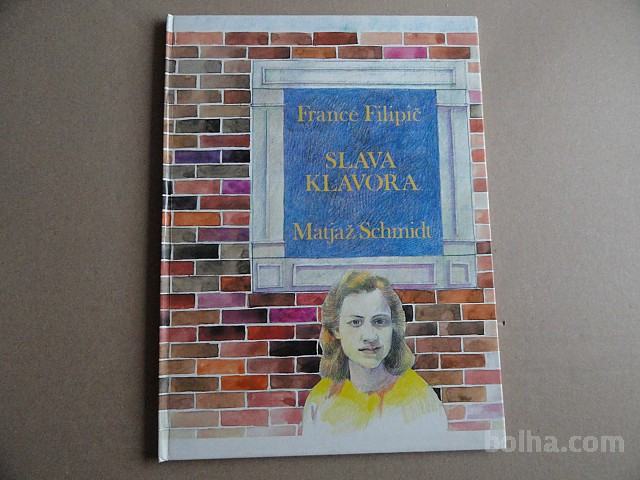 France Filipič
SLAVA
KLAVORA
Matjaž Schmidt
bolha.com